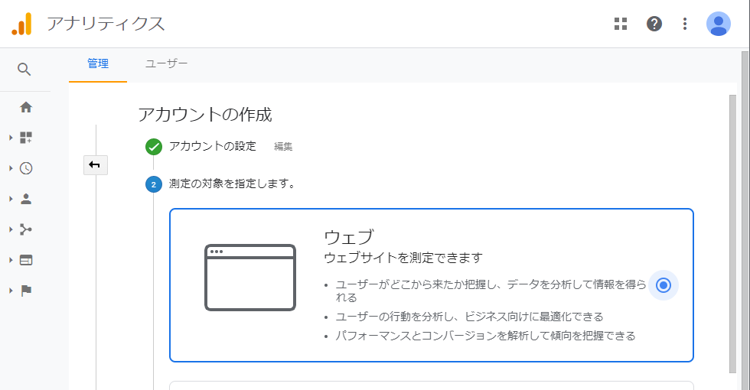 アナリティクス
管理
ユーザー
アカウントの作成
アカウントの設定 編集
2 測定の対象を指定します。
ウェブ
ウェブサイトを測定できます
• ユーザーがどこから来たか把握し、データを分析して情報を得ら
れる
• ユーザーの行動を分析し、ビジネス向けに最適化できる
• パフォーマンスとコンバージョンを解析して傾向を把握できる